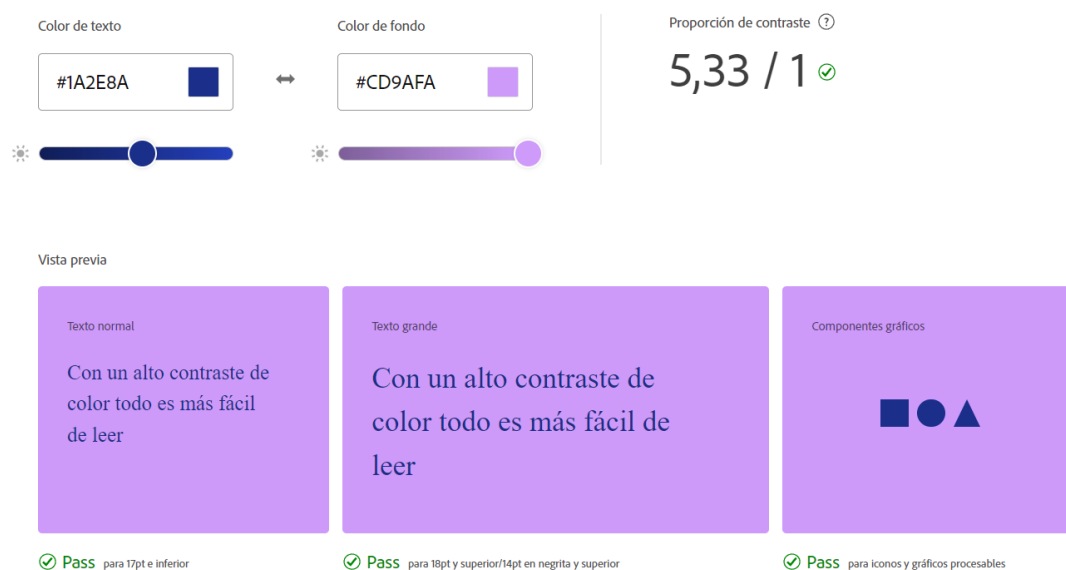 Color de texto
Color de fondo
Proporción de contraste ?
#1A2E8A
#CD9AFA
5,33 / 1
Vista previa
Texto normal
Con un alto contraste de
color todo es más fácil
de leer
Texto grande
Con un alto contraste de
color todo es más fácil de
leer
Componentes gráficos
Pass para 17pt e inferior
Pass para 18pt y superior/14pt en negrita y superior
Pass para iconos y gráficos procesables